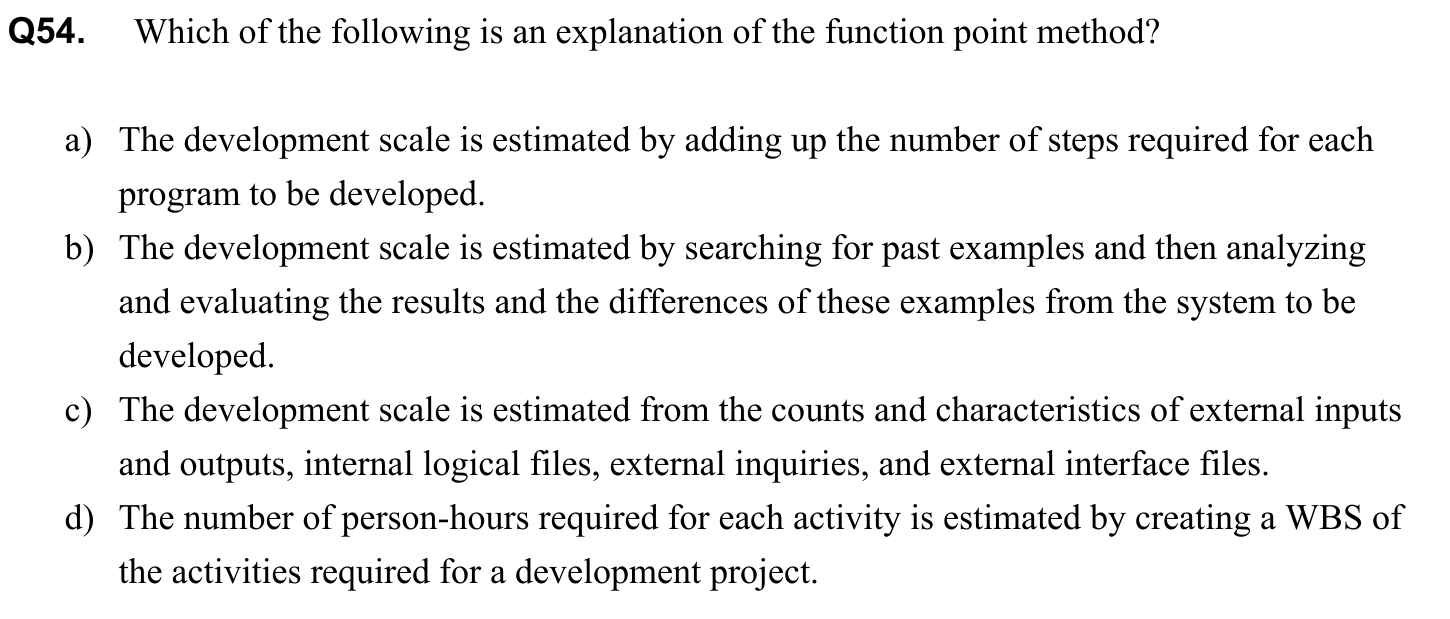 Q54. Which of the following is an explanation of the function point method?
a) The development scale is estimated by adding up the number of steps required for each
program to be developed.
b) The development scale is estimated by searching for past examples and then analyzing
and evaluating the results and the differences of these examples from the system to be
developed.
c) The development scale is estimated from the counts and characteristics of external inputs
and outputs, internal logical files, external inquiries, and external interface files.
d) The number of person-hours required for each activity is estimated by creating a WBS of
the activities required for a development project.